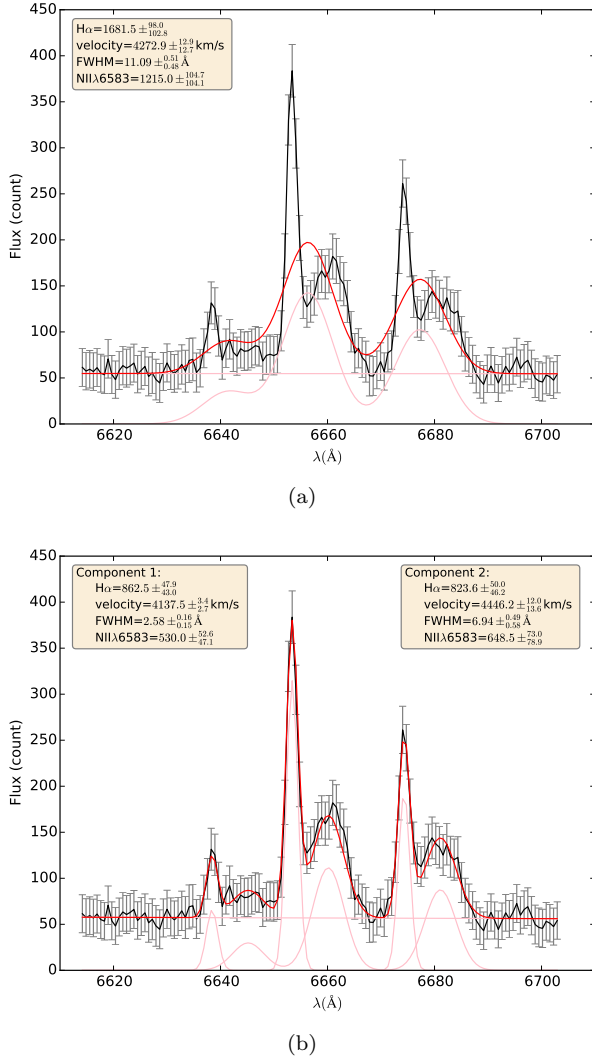 Hα=1681.5 ±98.0 102.8
velocity=4272.9 ±12.9 12.7 km/s
FWHM=11.09 ±0.51 0.48 Å
NIIλ6583=1215.0 ±104.7 104.1
450
400
350
300
250
200
150
100
50
0
Flux (count)
6620 6640 6660 6680 6700
λ(Å)
(a)
Component 1:
Hα=862.5 ±47.9 43.0
velocity=4137.5 ±3.4 2.7 km/s
FWHM=2.58 ±0.16 0.15 Å
NIIλ6583=530.0 ±52.6 47.1
Component 2:
Hα=823.6 ±50.0 46.2
velocity=4446.2 ±12.0 13.6 km/s
FWHM=6.94 ±0.49 0.58 Å
NIIλ6583=648.5 ±73.0 78.9
450
400
350
300
250
200
150
100
50
0
Flux (count)
6620 6640 6660 6680 6700
λ(Å)
(b)